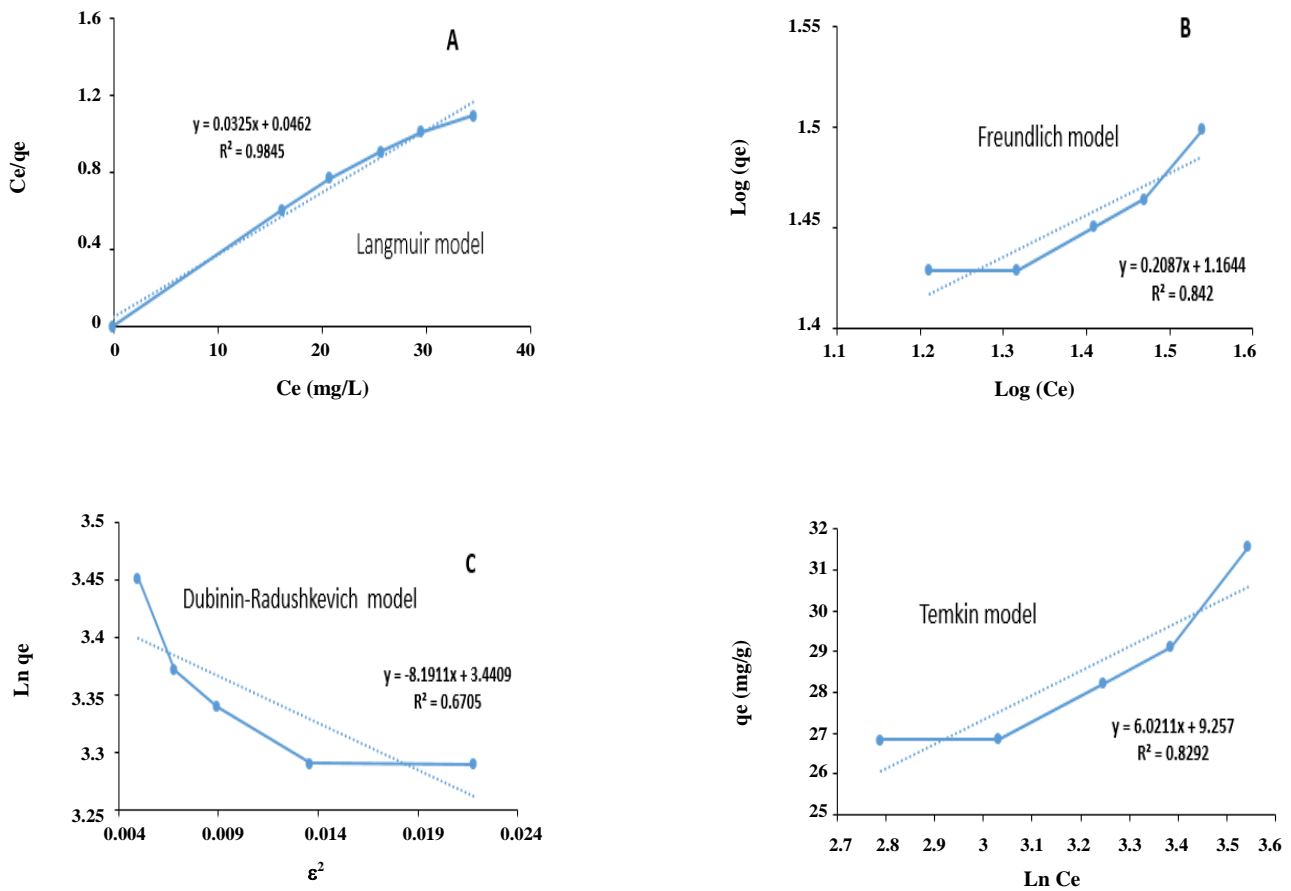 A
1.6
1.2
0.8
0.4
0
Ce/qe
y = 0.0325x + 0.0462
R² = 0.9845
Langmuir model
0 10 20 30 40
Ce (mg/L)
B
1.55
1.5
1.45
1.4
Log (qe)
Freundlich model
y = 0.2087x + 1.1644
R² = 0.842
1.1 1.2 1.3 1.4 1.5 1.6
Log (Ce)
C
3.5
3.45
3.4
3.35
3.3
3.25
Ln qe
Dubinin-Radushkevich model
y = -8.1911x + 3.4409
R² = 0.6705
0.004 0.009 0.014 0.019 0.024
ε²
32
31
30
29
28
27
26
25
qe (mg/g)
Temkin model
y = 6.0211x + 9.257
R² = 0.8292
2.7 2.8 2.9 3 3.1 3.2 3.3 3.4 3.5 3.6
Ln Ce